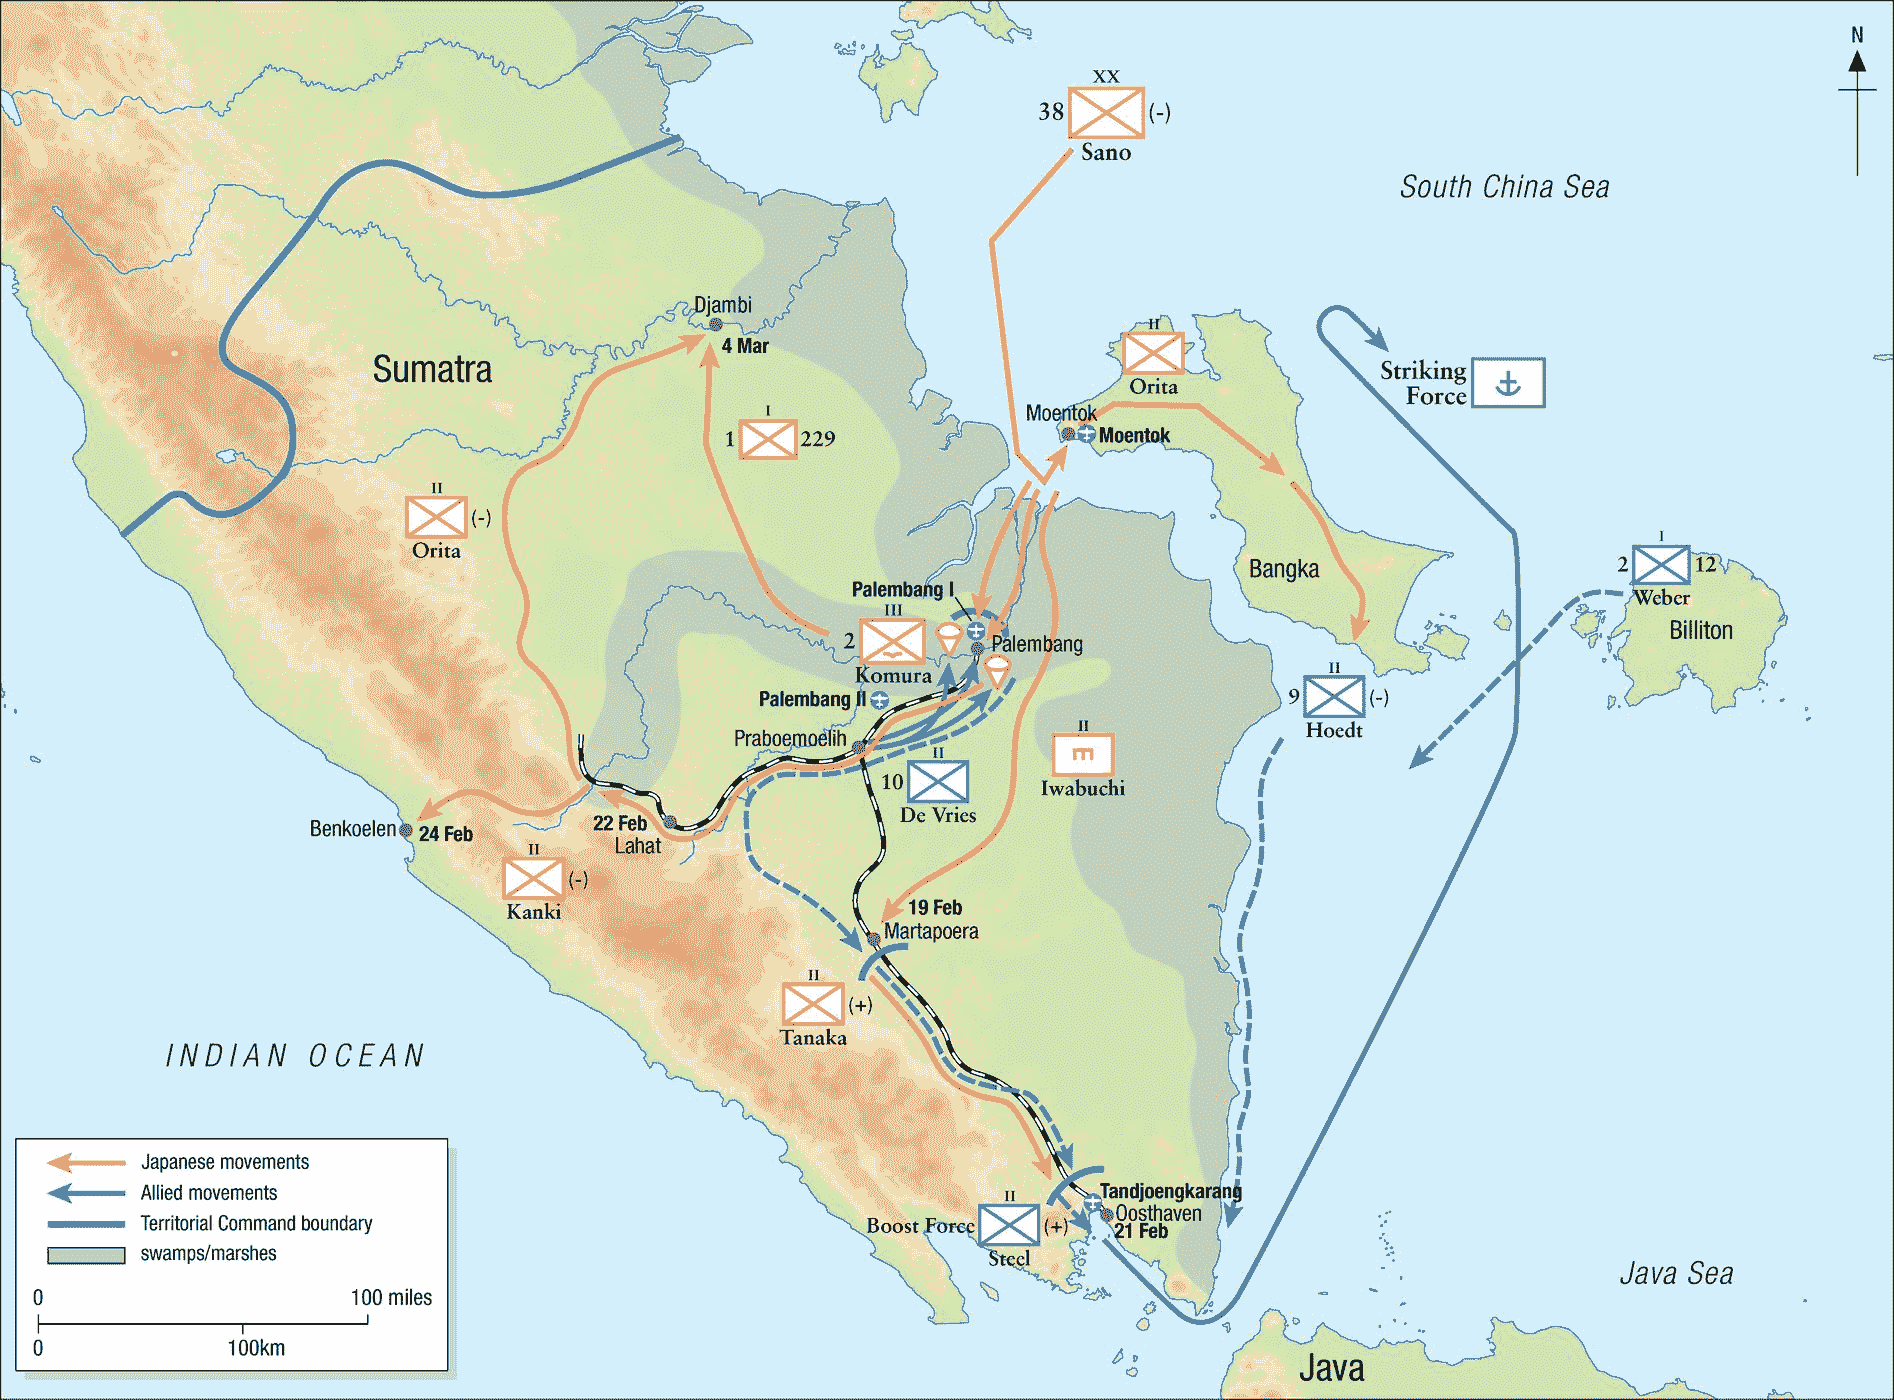 N
XX
38
(-)
Sano
South China Sea
Djambi
4 Mar
Sumatra
II
Orita
Striking
Force
Moentok
Moentok
I
1
229
II
(-)
Orita
I
2
12
Weber
Bangka
Billiton
Palembang I
III
2
Komura
Palembang
Palembang II
II
9
(-)
Hoedt
Praboemoelih
II
10
De Vries
II
m
Iwabuchi
Benkoelen
24 Feb
22 Feb
Lahat
II
(-)
Kanki
19 Feb
Martapoera
II
(+)
Tanaka
INDIAN OCEAN
Tandjoengkarang
Oosthaven
21 Feb
II
Boost Force
(+)
Steel
Java Sea
Java
Japanese movements
Allied movements
Territorial Command boundary
swamps/marshes
0
100 miles
0
100km